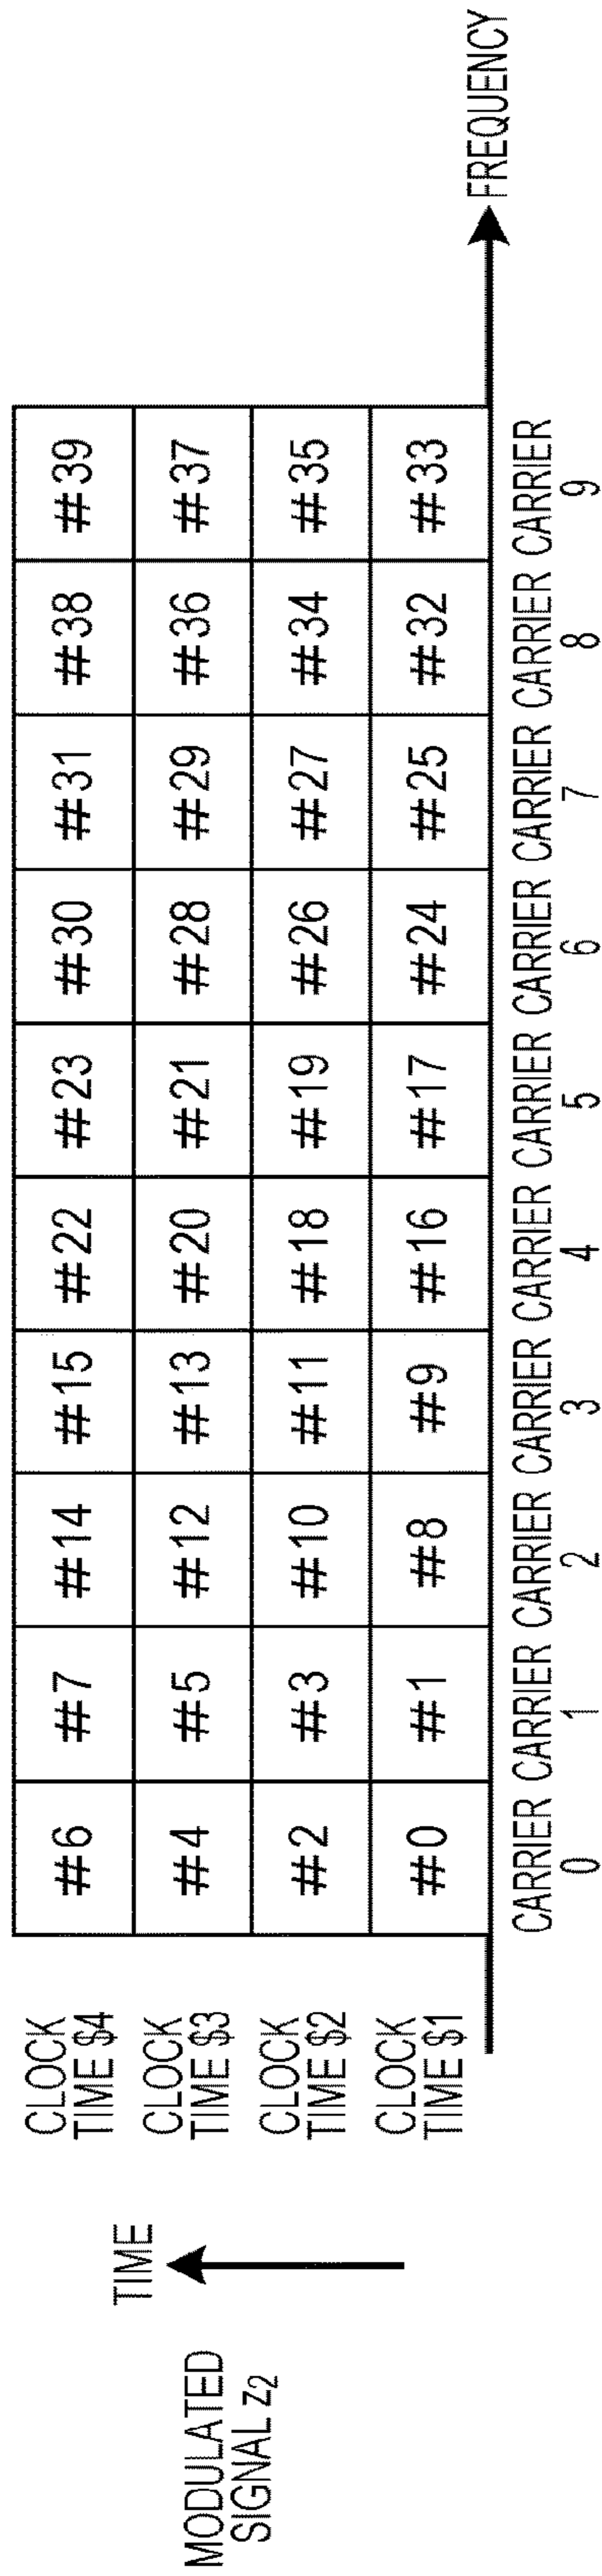 MODULATED
SIGNAL z2
TIME
CLOCK
TIME $4
#6 #7 #14 #15 #22 #23 #30 #31 #38 #39
CLOCK
TIME $3
#4 #5 #12 #13 #20 #21 #28 #29 #36 #37
CLOCK
TIME $2
#2 #3 #10 #11 #18 #19 #26 #27 #34 #35
CLOCK
TIME $1
#0 #1 #8 #9 #16 #17 #24 #25 #32 #33
FREQUENCY
CARRIER CARRIER CARRIER CARRIER CARRIER CARRIER CARRIER CARRIER CARRIER CARRIER
0 1 2 3 4 5 6 7 8 9